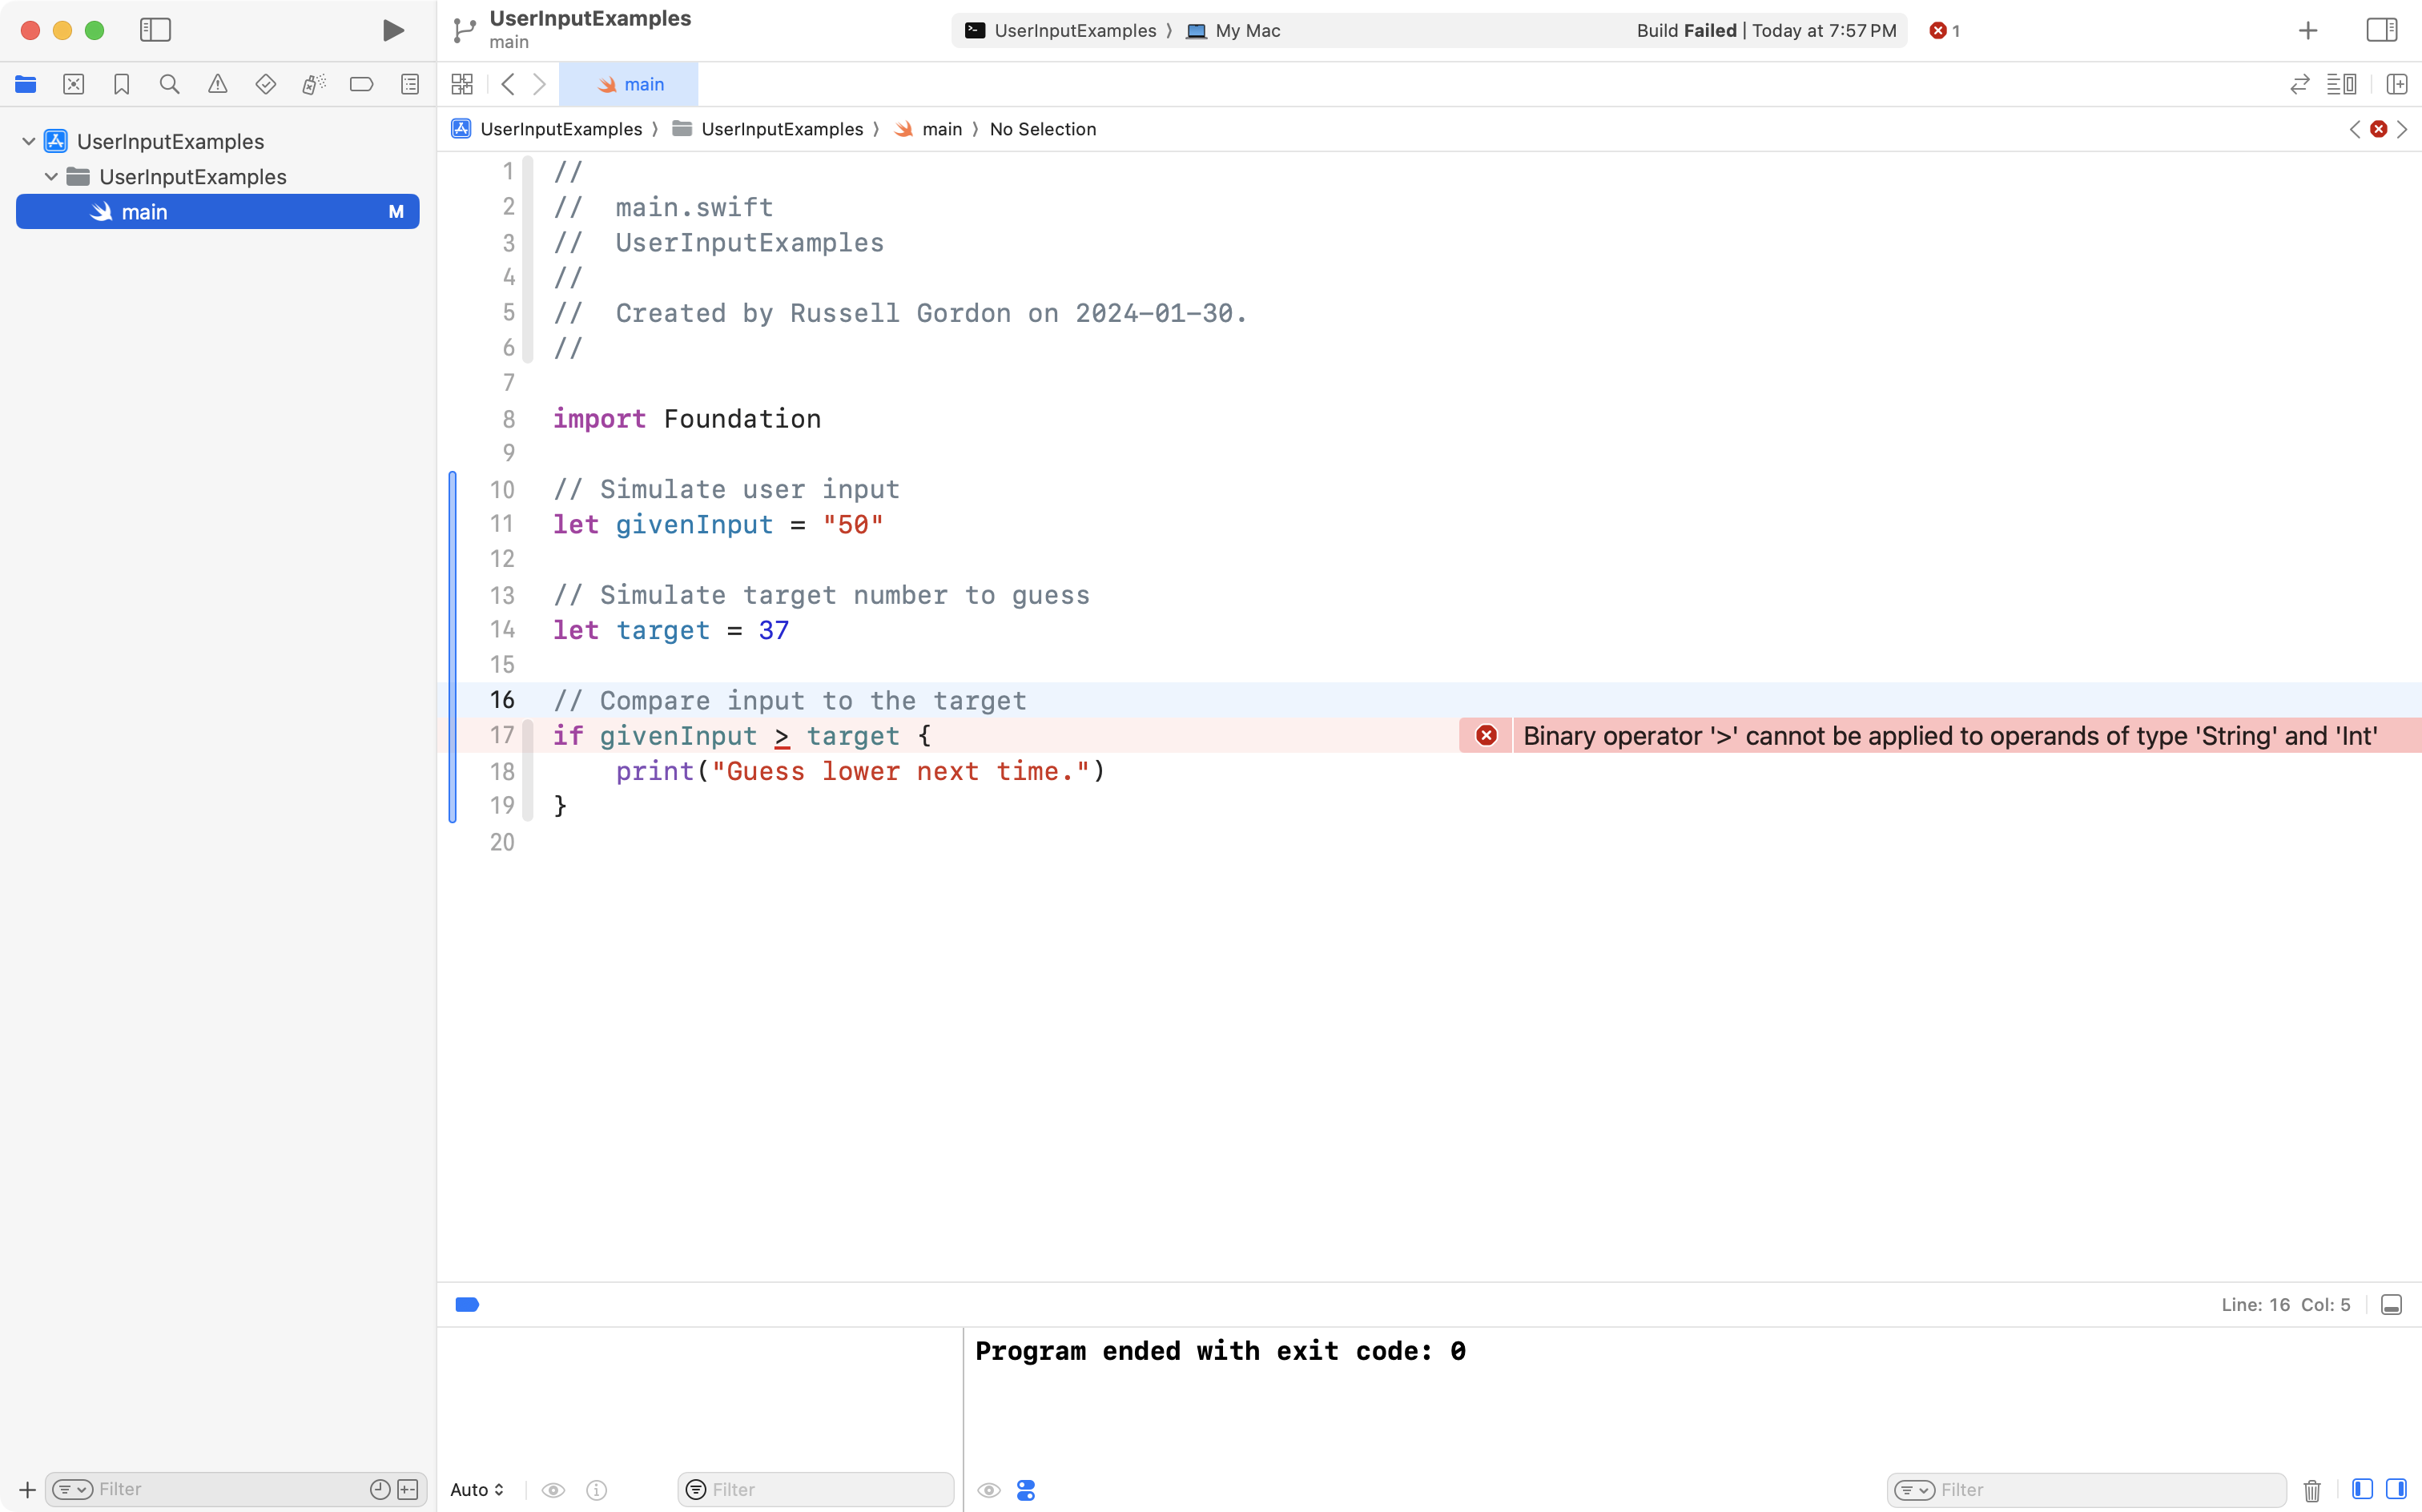 UserInputExamples
main
UserInputExamples 〉 My Mac
Build Failed | Today at 7:57 PM
1
main
UserInputExamples 〉 UserInputExamples 〉 main 〉 No Selection
UserInputExamples
UserInputExamples
main M
1 //
2 //  main.swift
3 //  UserInputExamples
4 //
5 //  Created by Russell Gordon on 2024-01-30.
6 //
7
8 import Foundation
9
10 // Simulate user input
11 let givenInput = "50"
12
13 // Simulate target number to guess
14 let target = 37
15
16 // Compare input to the target
17 if givenInput > target {
Binary operator '>' cannot be applied to operands of type 'String' and 'Int'
18     print("Guess lower next time.")
19 }
20
Line: 16 Col: 5
Program ended with exit code: 0
Filter
Auto
Filter
Filter